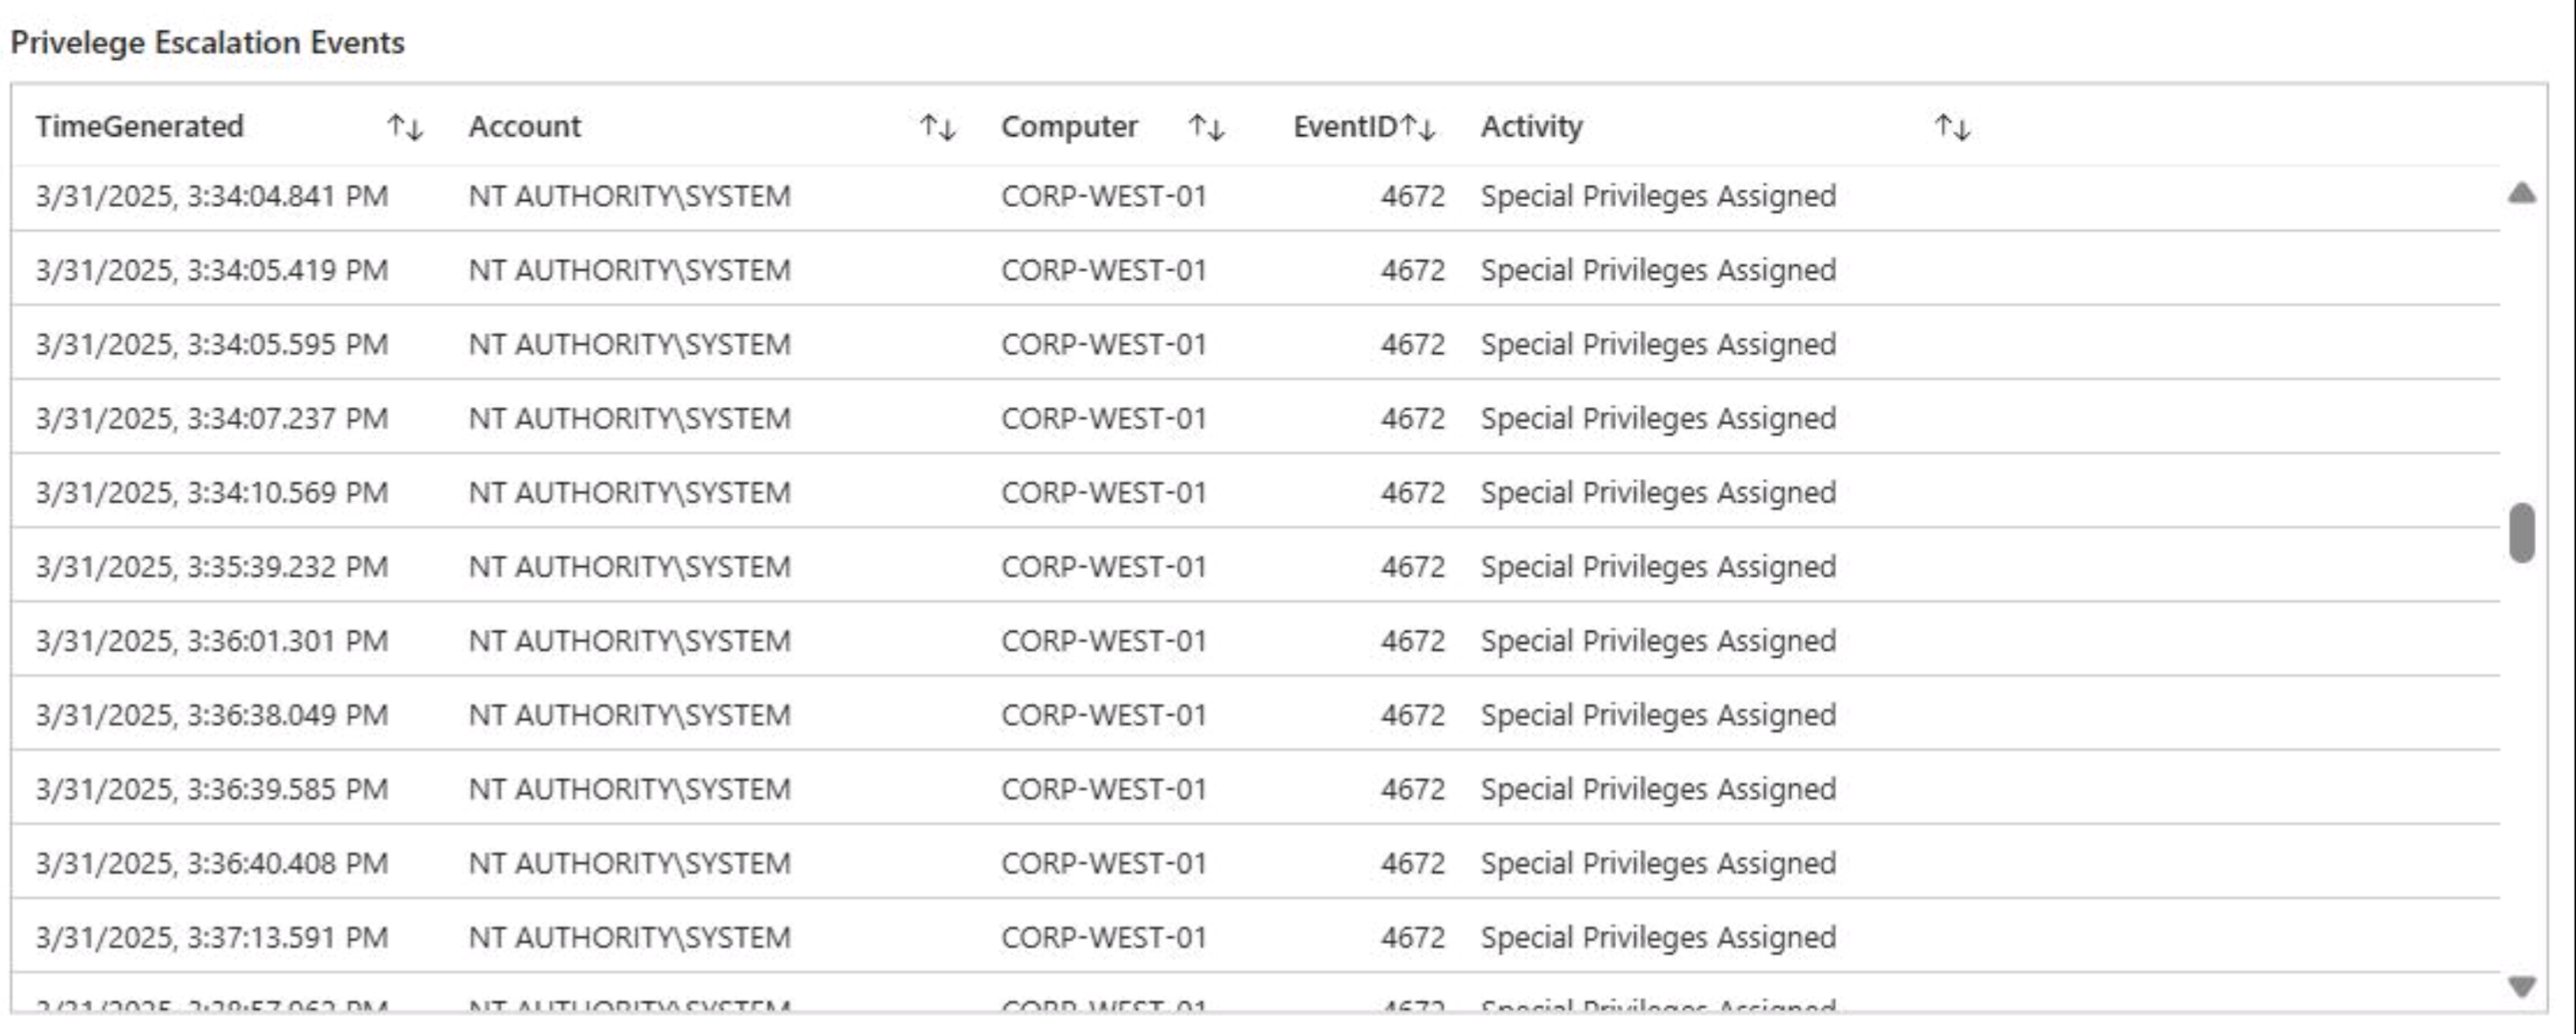 Privelege Escalation Events
TimeGenerated ↑↓ Account ↑↓ Computer ↑↓ EventID↑↓ Activity ↑↓
3/31/2025, 3:34:04.841 PM NT AUTHORITY\SYSTEM CORP-WEST-01 4672 Special Privileges Assigned
3/31/2025, 3:34:05.419 PM NT AUTHORITY\SYSTEM CORP-WEST-01 4672 Special Privileges Assigned
3/31/2025, 3:34:05.595 PM NT AUTHORITY\SYSTEM CORP-WEST-01 4672 Special Privileges Assigned
3/31/2025, 3:34:07.237 PM NT AUTHORITY\SYSTEM CORP-WEST-01 4672 Special Privileges Assigned
3/31/2025, 3:34:10.569 PM NT AUTHORITY\SYSTEM CORP-WEST-01 4672 Special Privileges Assigned
3/31/2025, 3:35:39.232 PM NT AUTHORITY\SYSTEM CORP-WEST-01 4672 Special Privileges Assigned
3/31/2025, 3:36:01.301 PM NT AUTHORITY\SYSTEM CORP-WEST-01 4672 Special Privileges Assigned
3/31/2025, 3:36:38.049 PM NT AUTHORITY\SYSTEM CORP-WEST-01 4672 Special Privileges Assigned
3/31/2025, 3:36:39.585 PM NT AUTHORITY\SYSTEM CORP-WEST-01 4672 Special Privileges Assigned
3/31/2025, 3:36:40.408 PM NT AUTHORITY\SYSTEM CORP-WEST-01 4672 Special Privileges Assigned
3/31/2025, 3:37:13.591 PM NT AUTHORITY\SYSTEM CORP-WEST-01 4672 Special Privileges Assigned
NT AUTHORITY\SYSTEM CORP-WEST-01 4672 Special Privileges Assigned